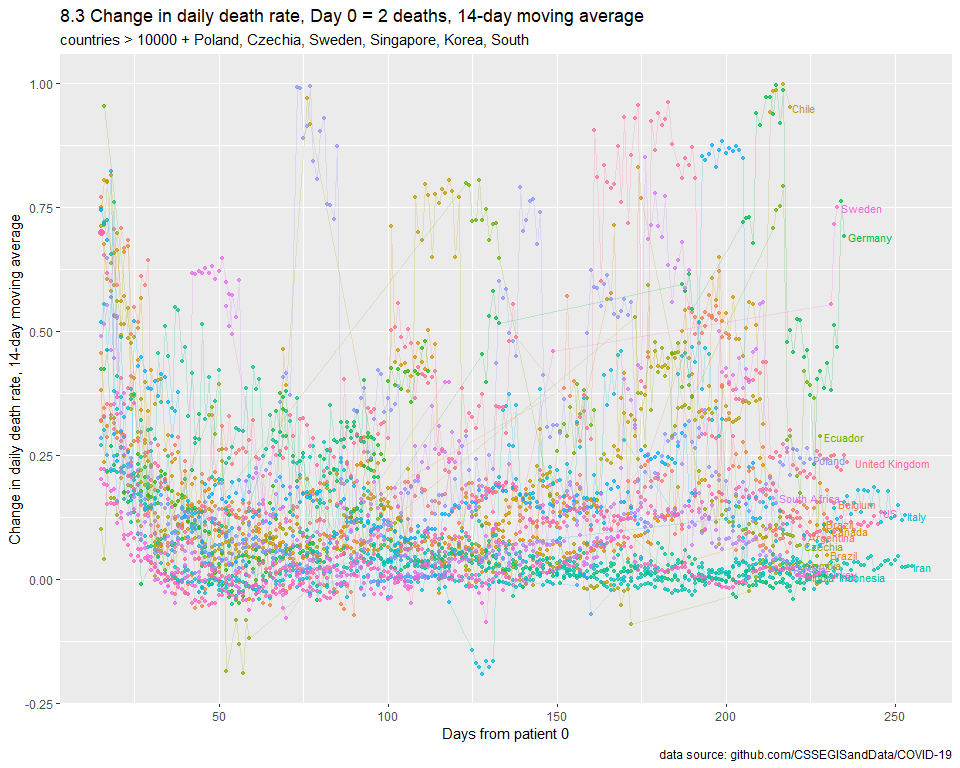 8.3 Change in daily death rate, Day 0 = 2 deaths, 14-day moving average
countries > 10000 + Poland, Czechia, Sweden, Singapore, Korea, South
Change in daily death rate, 14-day moving average
1.00
0.75
0.50
0.25
0.00
-0.25
Chile
Sweden
Germany
Ecuador
Poland
United Kingdom
South Africa
Belgium
US
Italy
Canada
Argentina
Czechia
Brazil
Iran
Indonesia
50
100
150
200
250
Days from patient 0
data source: github.com/CSSEGISandData/COVID-19